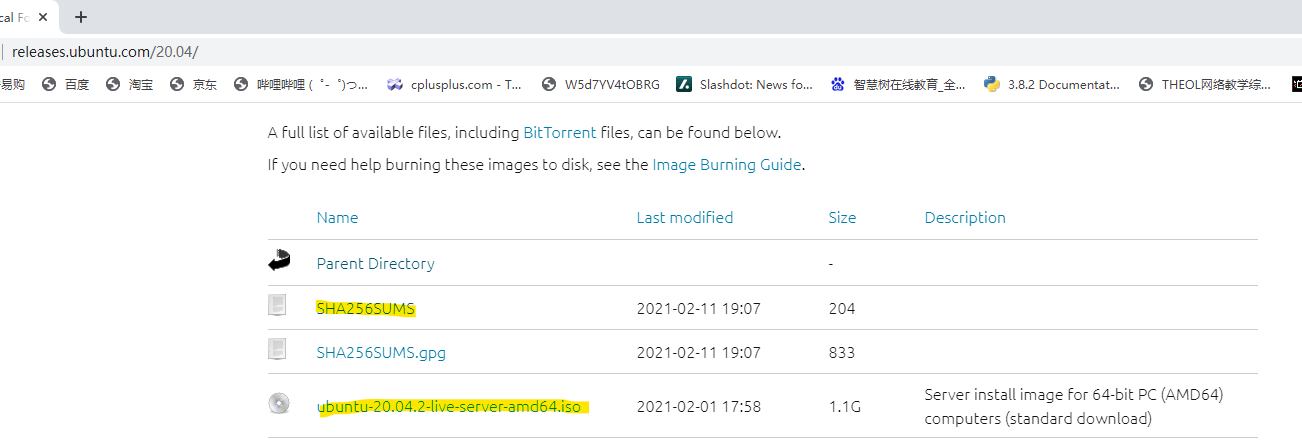 cal Fo
releases.ubuntu.com/20.04/
易购 百度 淘宝 京东 哔哩哔哩 ( ゜- ゜)つ... cplusplus.com - T... W5d7YV4tOBRG Slashdot: News fo... 智慧树在线教育_全... 3.8.2 Documentat... THEOL网络教学综...
A full list of available files, including BitTorrent files, can be found below.
If you need help burning these images to disk, see the Image Burning Guide.
Name Last modified Size Description
Parent Directory -
SHA256SUMS 2021-02-11 19:07 204
SHA256SUMS.gpg 2021-02-11 19:07 833
ubuntu-20.04.2-live-server-amd64.iso 2021-02-01 17:58 1.1G Server install image for 64-bit PC (AMD64)
computers (standard download)